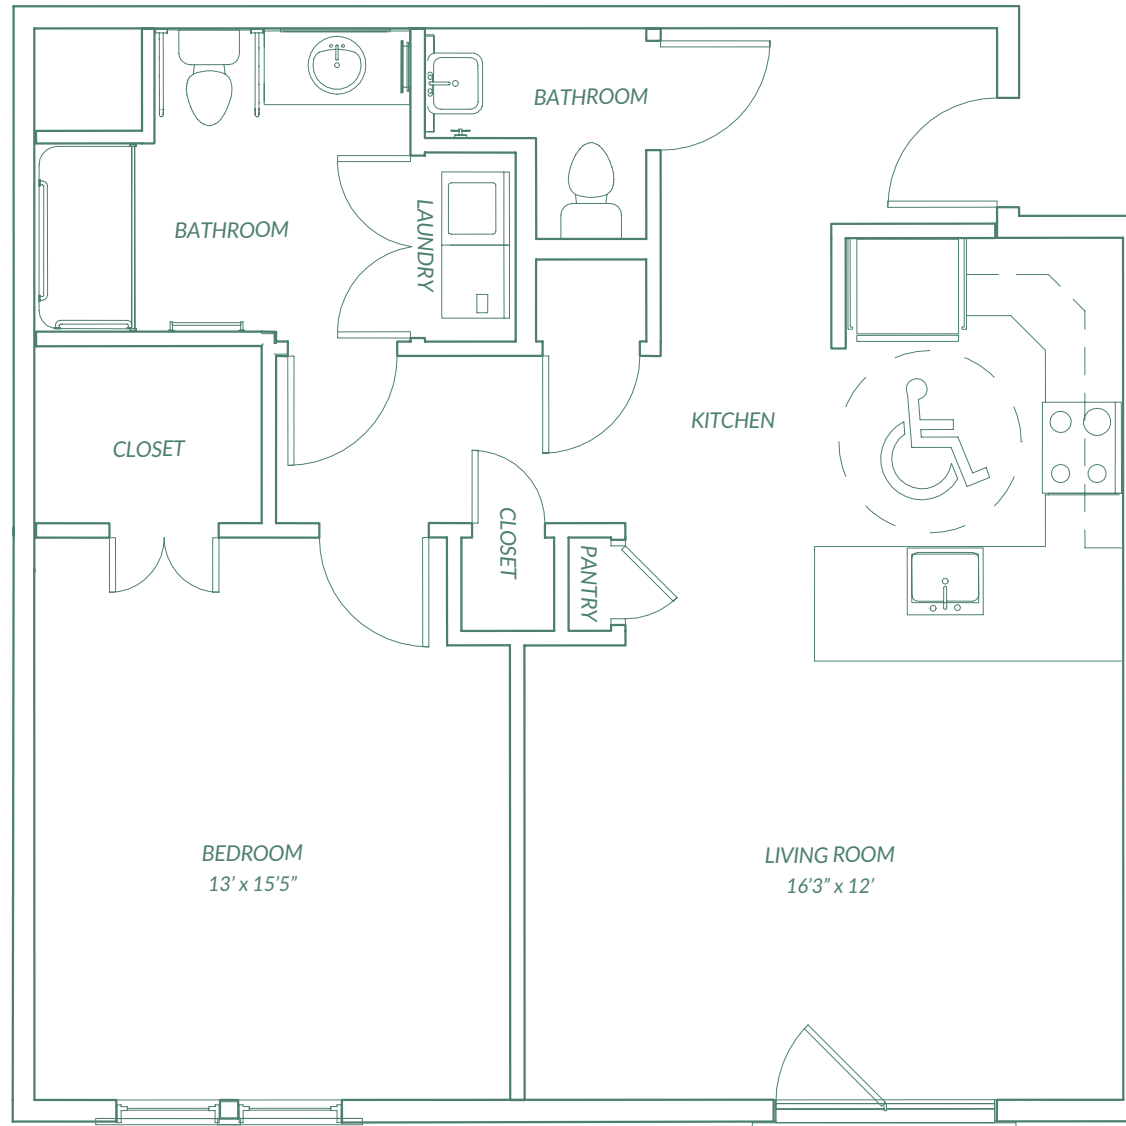 BATHROOM
BATHROOM
LAUNDRY
KITCHEN
CLOSET
CLOSET
PANTRY
BEDROOM
13’ x 15’5”
LIVING ROOM
16’3” x 12’